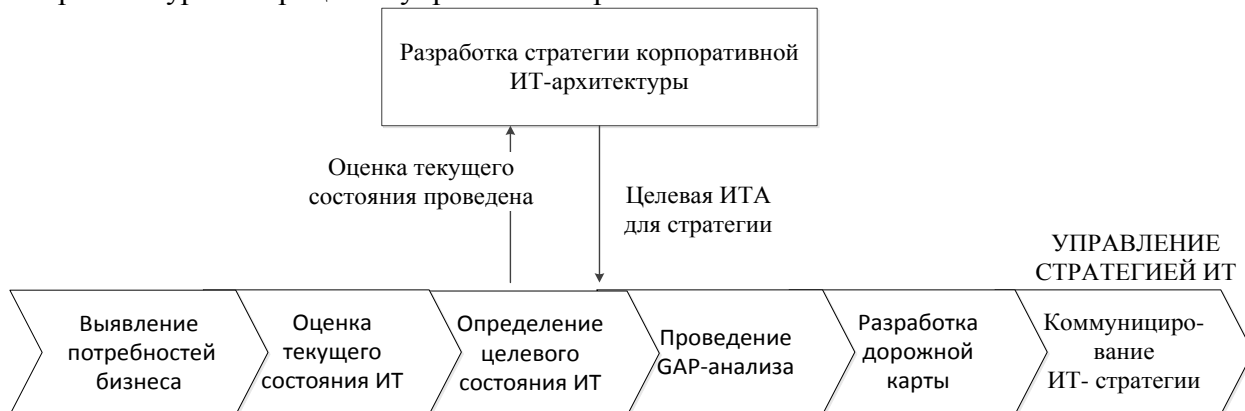 Разработка стратегии корпоративной
ИТ-архитектуры
Оценка текущего
состояния проведена
Целевая ИТА
для стратегии
УПРАВЛЕНИЕ
СТРАТЕГИЕЙ ИТ
Выявление
потребностей
бизнеса
Оценка
текущего
состояния ИТ
Определение
целевого
состояния ИТ
Проведение
GAP-анализа
Разработка
дорожной
карты
Коммунициро-
вание
ИТ- стратегии